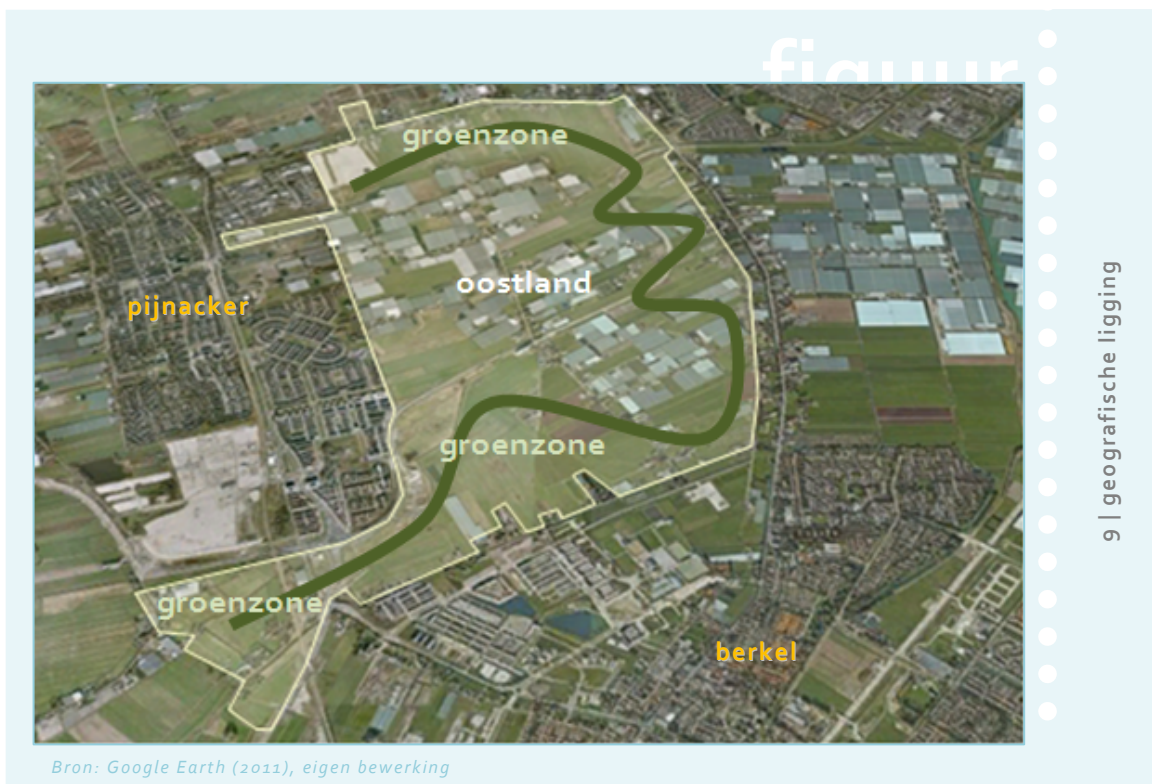 figuur
groenzone
oostland
pijnacker
groenzone
groenzone
berkel
9 | geografische ligging
Bron: Google Earth (2011), eigen bewerking